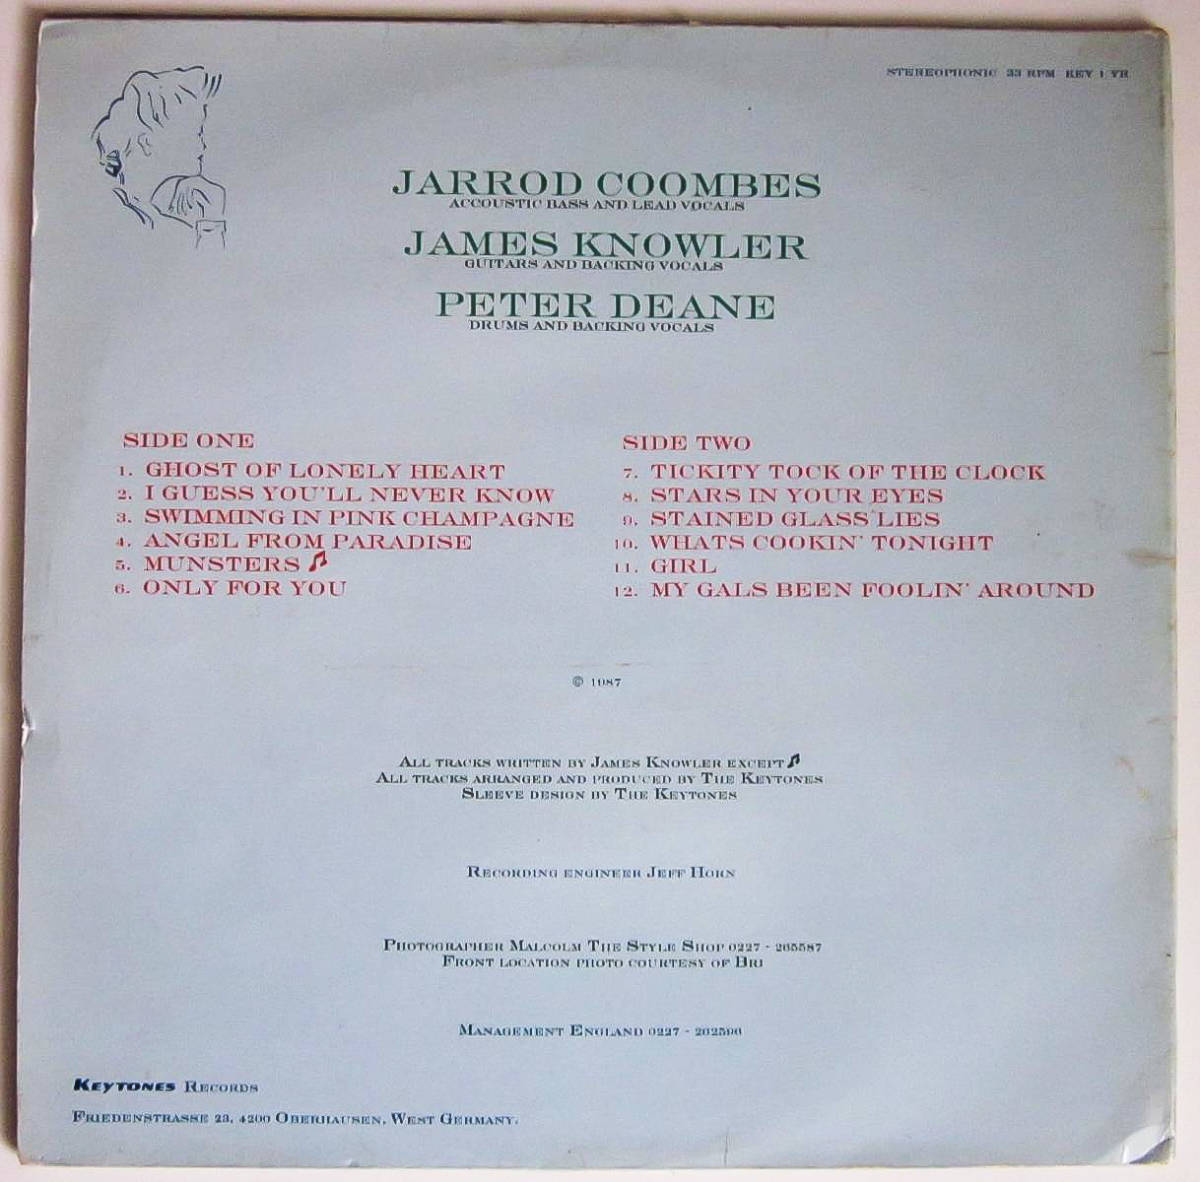 STEREOPHONIC 33 RPM KEY 1 YR
JARROD COOMBES
ACCOUSTIC BASS AND LEAD VOCALS
JAMES KNOWLER
GUITARS AND BACKING VOCALS
PETER DEANE
DRUMS AND BACKING VOCALS
SIDE ONE
1. GHOST OF LONELY HEART
2. I GUESS YOU'LL NEVER KNOW
3. SWIMMING IN PINK CHAMPAGNE
4. ANGEL FROM PARADISE
5. MUNSTERS ♫
6. ONLY FOR YOU
SIDE TWO
7. TICKITY TOCK OF THE CLOCK
8. STARS IN YOUR EYES
9. STAINED GLASS LIES
10. WHATS COOKIN' TONIGHT
11. GIRL
12. MY GALS BEEN FOOLIN' AROUND
© 1987
ALL TRACKS WRITTEN BY JAMES KNOWLER EXCEPT ♫
ALL TRACKS ARRANGED AND PRODUCED BY THE KEYTONES
SLEEVE DESIGN BY THE KEYTONES
RECORDING ENGINEER JEFF HORN
PHOTOGRAPHER MALCOLM THE STYLE SHOP 0227 - 265587
FRONT LOCATION PHOTO COURTESY OF BRI
MANAGEMENT ENGLAND 0227 - 262596
KEYTONES RECORDS
FRIEDENSTRASSE 23, 4200 OBERHAUSEN, WEST GERMANY.